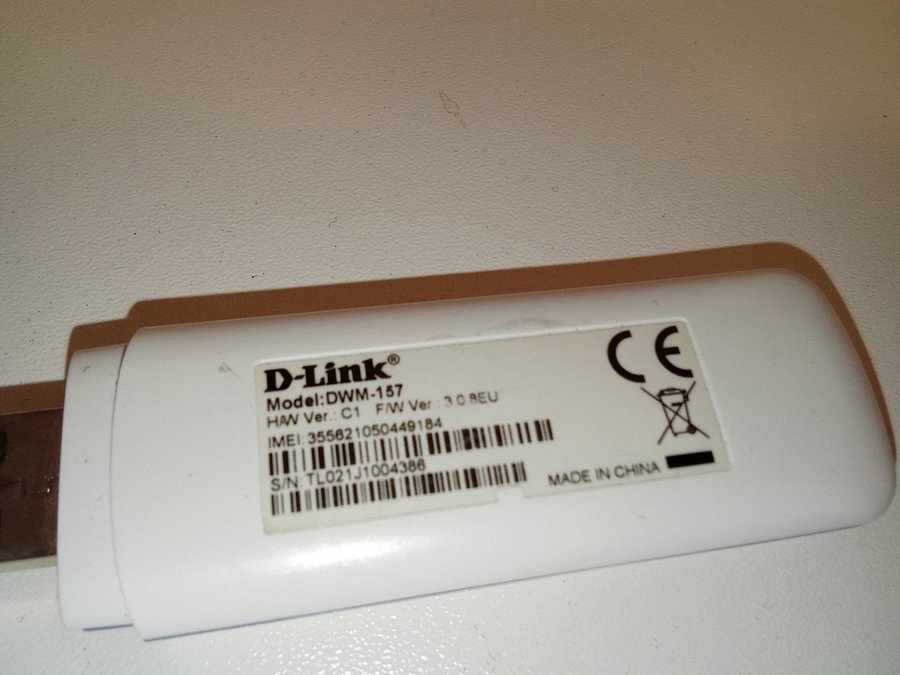 D-Link®
Model:DWM-157
H/W Ver.: C1 F/W Ver.: 3.0.8EU
IMEI: 355621050449184
S/N: TL021J1004386
CE
MADE IN CHINA